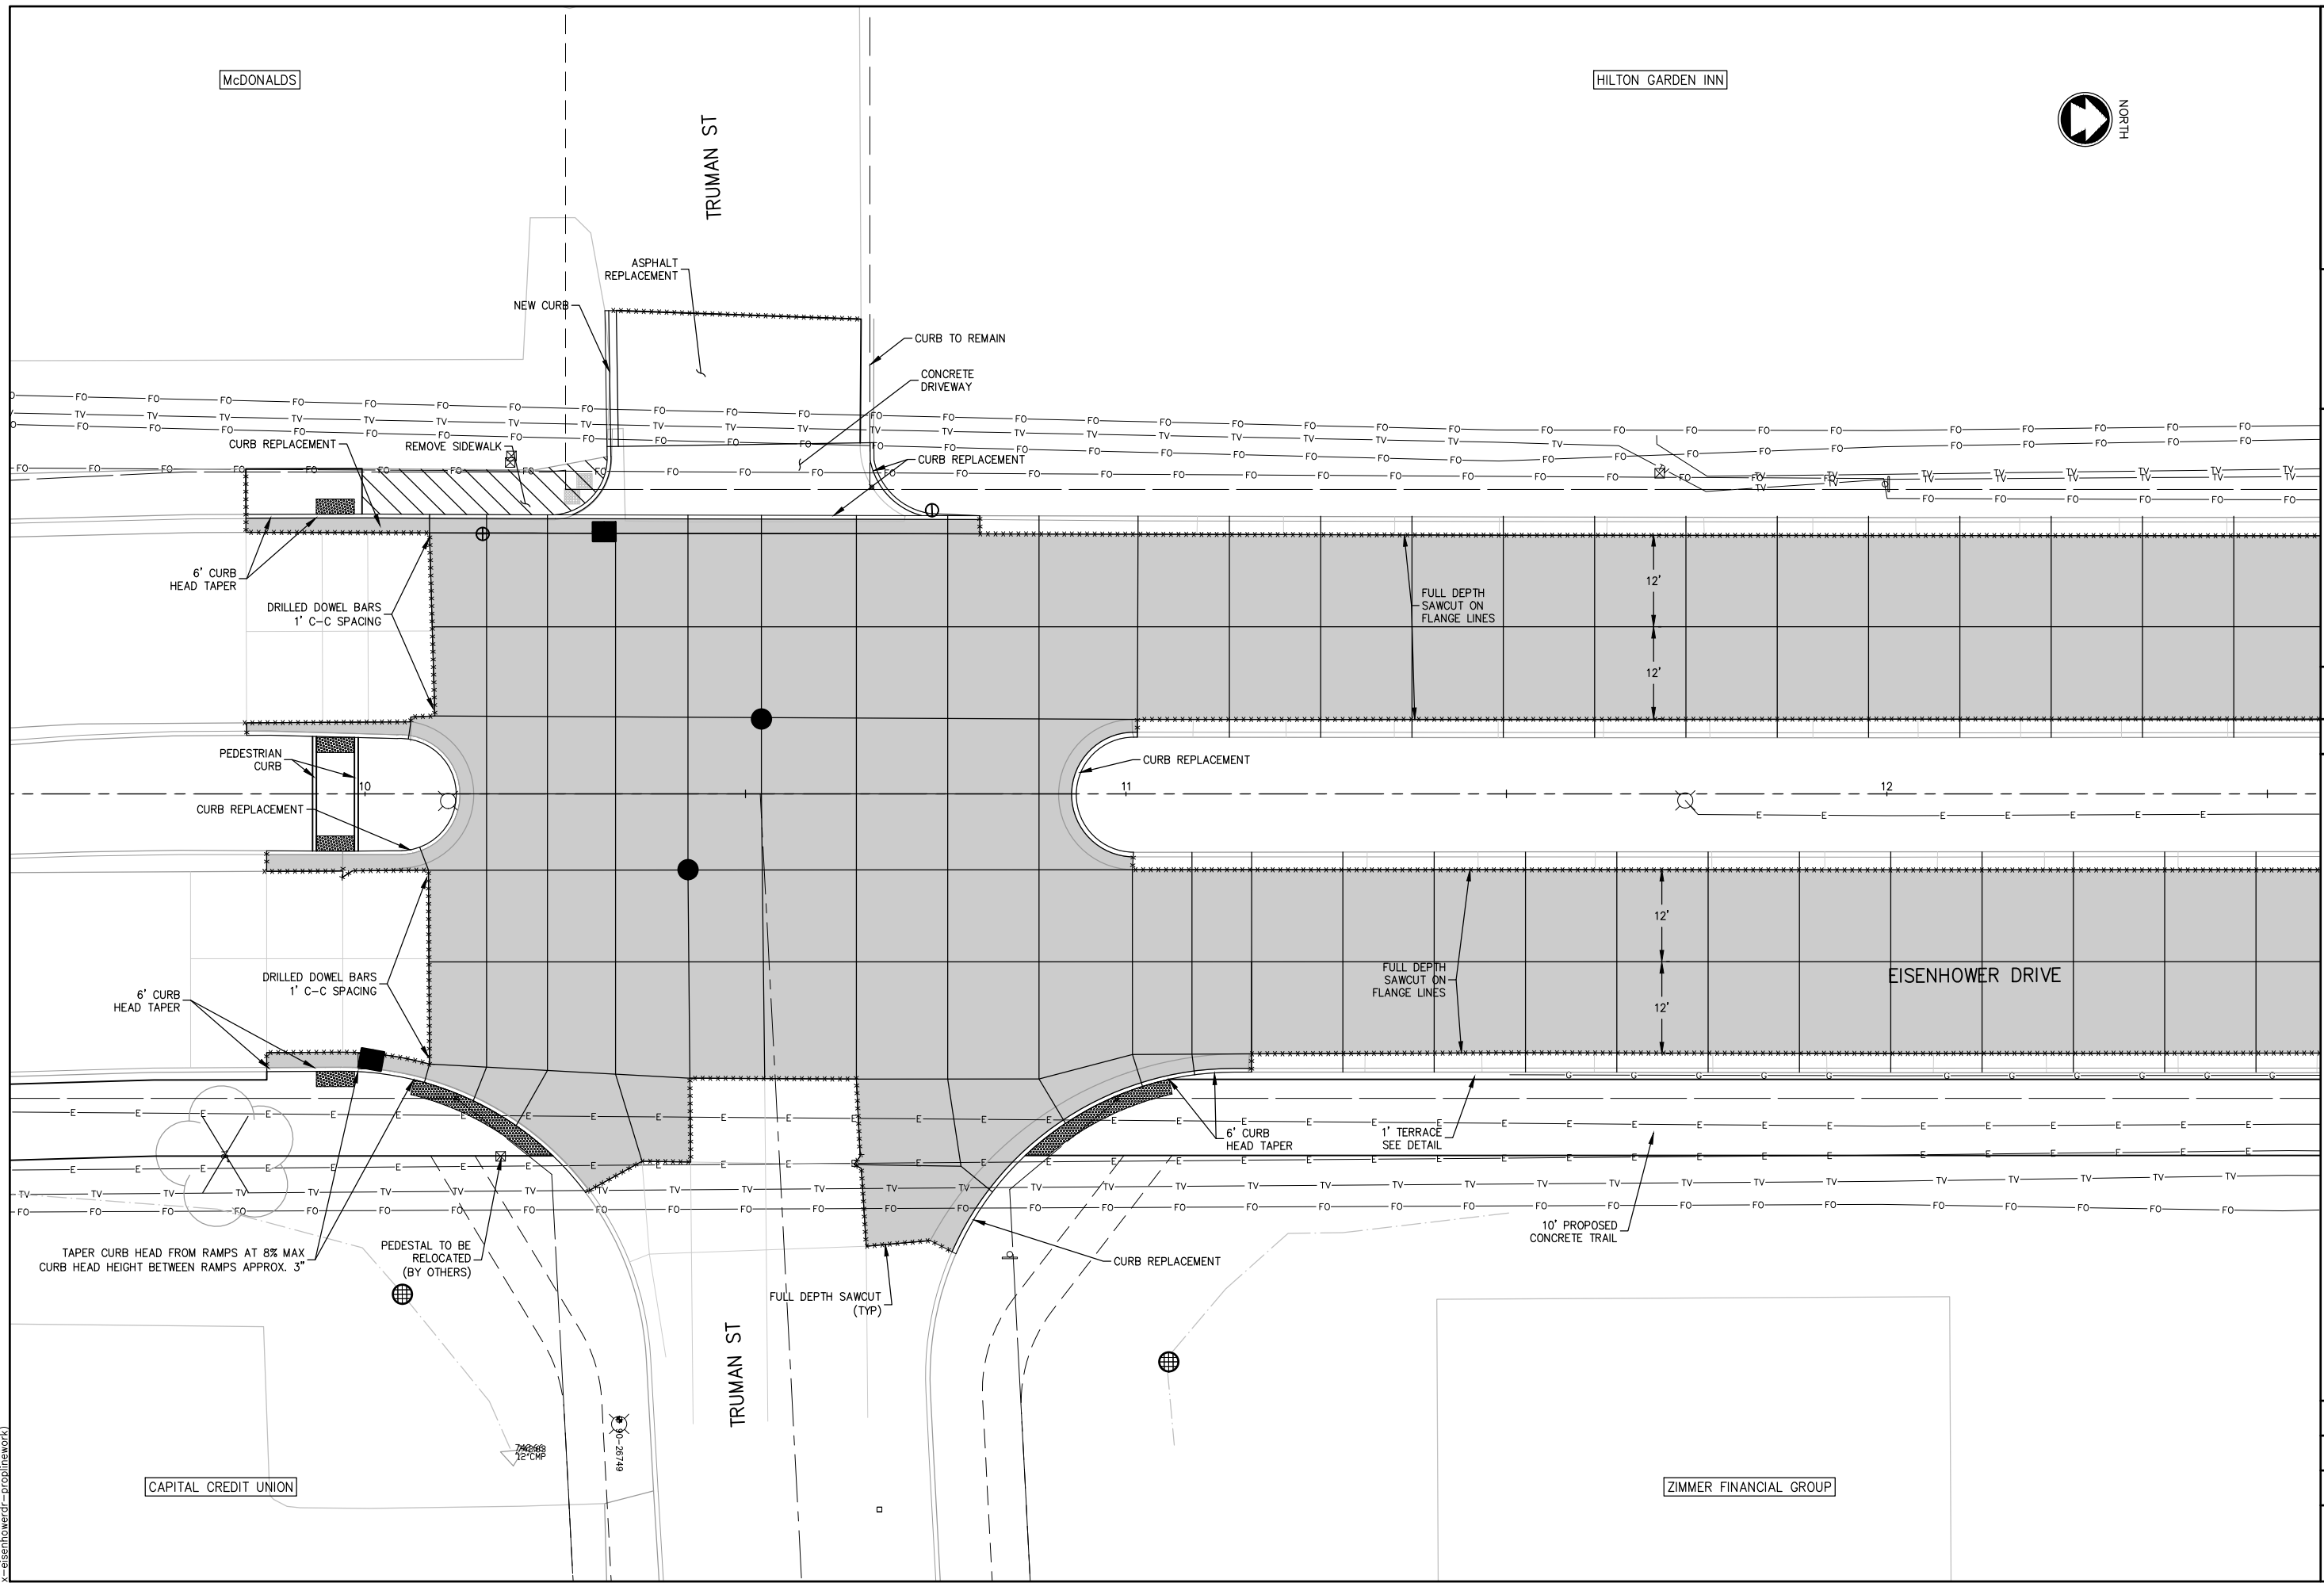 McDONALDS
HILTON GARDEN INN
NORTH
TRUMAN ST
ASPHALT
REPLACEMENT
NEW CURB
CURB TO REMAIN
CONCRETE
DRIVEWAY
CURB REPLACEMENT
REMOVE SIDEWALK
CURB REPLACEMENT
6' CURB
HEAD TAPER
DRILLED DOWEL BARS
1' C-C SPACING
FULL DEPTH
SAWCUT ON
FLANGE LINES
12'
12'
PEDESTRIAN
CURB
CURB REPLACEMENT
10
11
12
CURB REPLACEMENT
DRILLED DOWEL BARS
1' C-C SPACING
6' CURB
HEAD TAPER
FULL DEPTH
SAWCUT ON
FLANGE LINES
12'
12'
EISENHOWER DRIVE
6' CURB
HEAD TAPER
1' TERRACE
SEE DETAIL
10' PROPOSED
CONCRETE TRAIL
TAPER CURB HEAD FROM RAMPS AT 8% MAX
CURB HEAD HEIGHT BETWEEN RAMPS APPROX. 3"
PEDESTAL TO BE
RELOCATED
(BY OTHERS)
CURB REPLACEMENT
FULL DEPTH SAWCUT
(TYP)
TRUMAN ST
12"CMP
90-26749
CAPITAL CREDIT UNION
ZIMMER FINANCIAL GROUP
x-eisenhowerdr-proplinework)
FO
TV
E
G